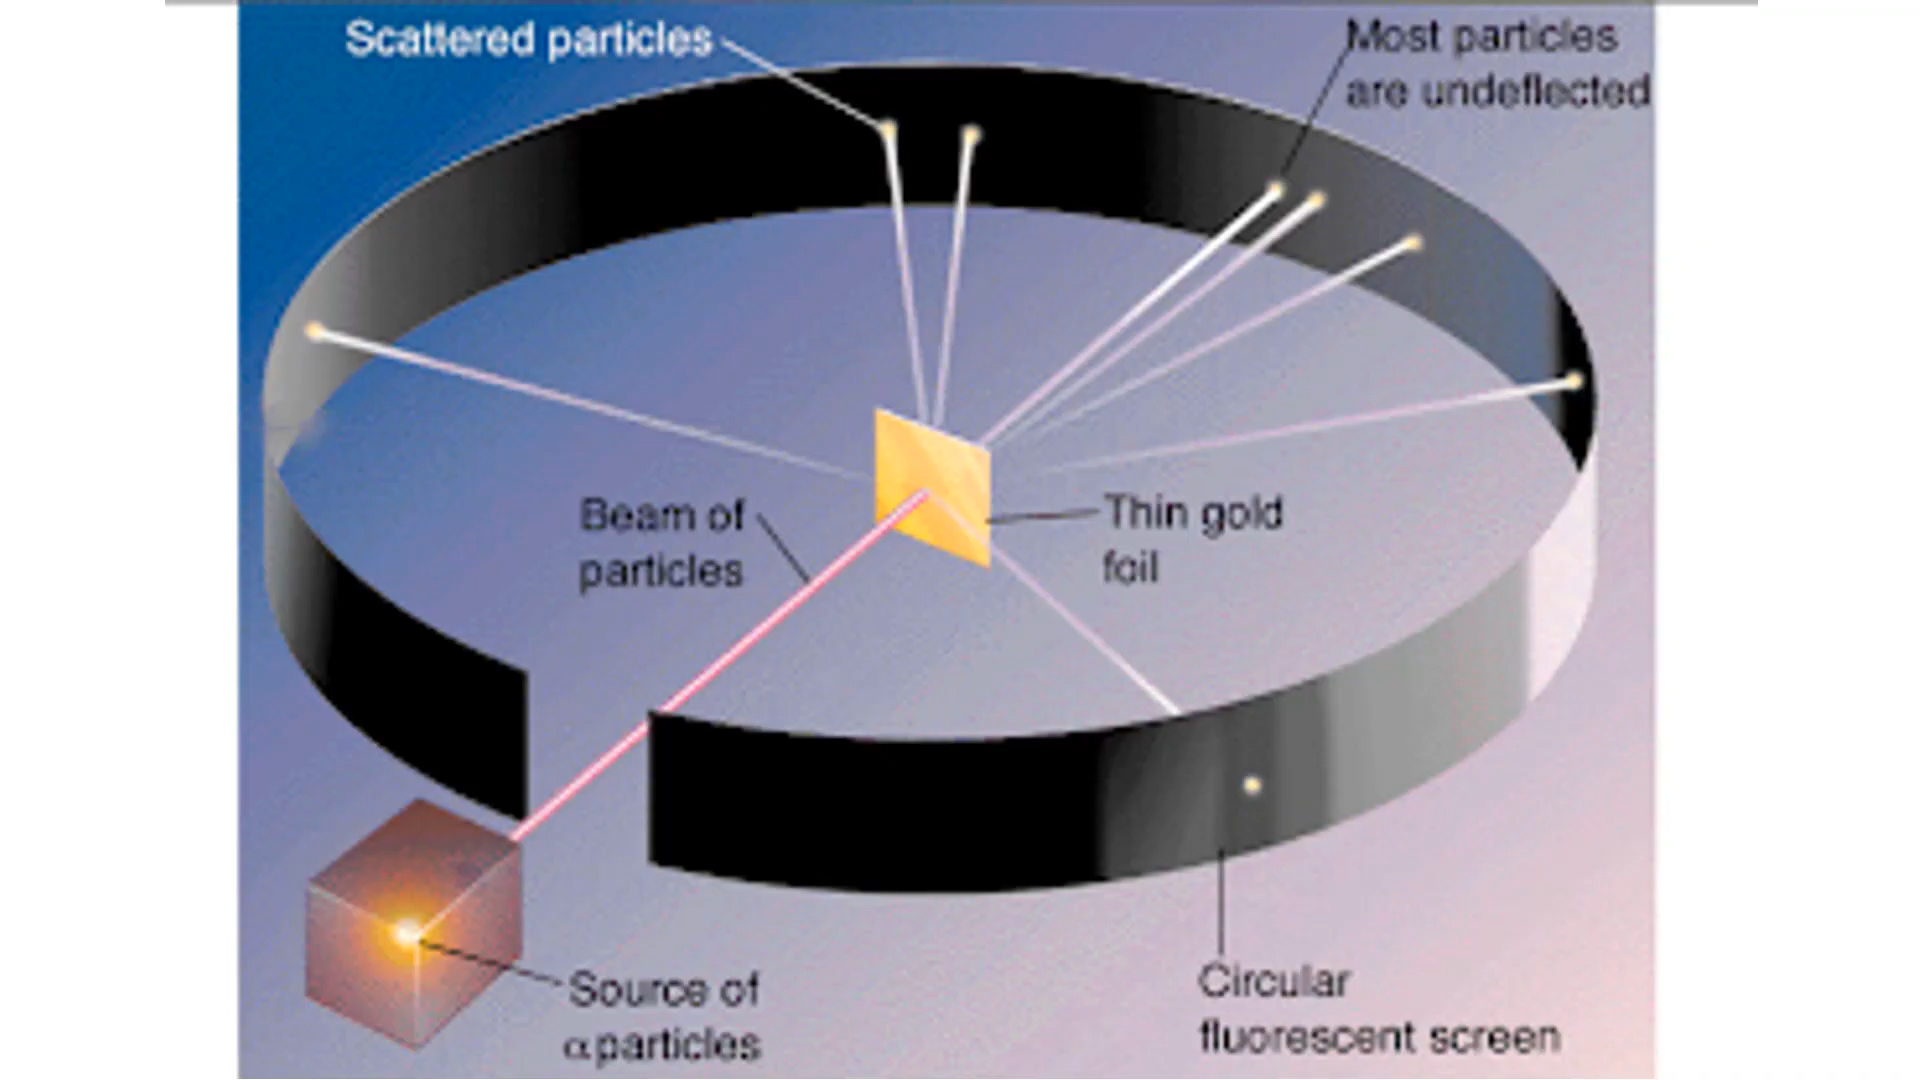 Scattered particles
Most particles
are undeflected
Beam of
particles
Thin gold
foil
Source of
α particles
Circular
fluorescent screen